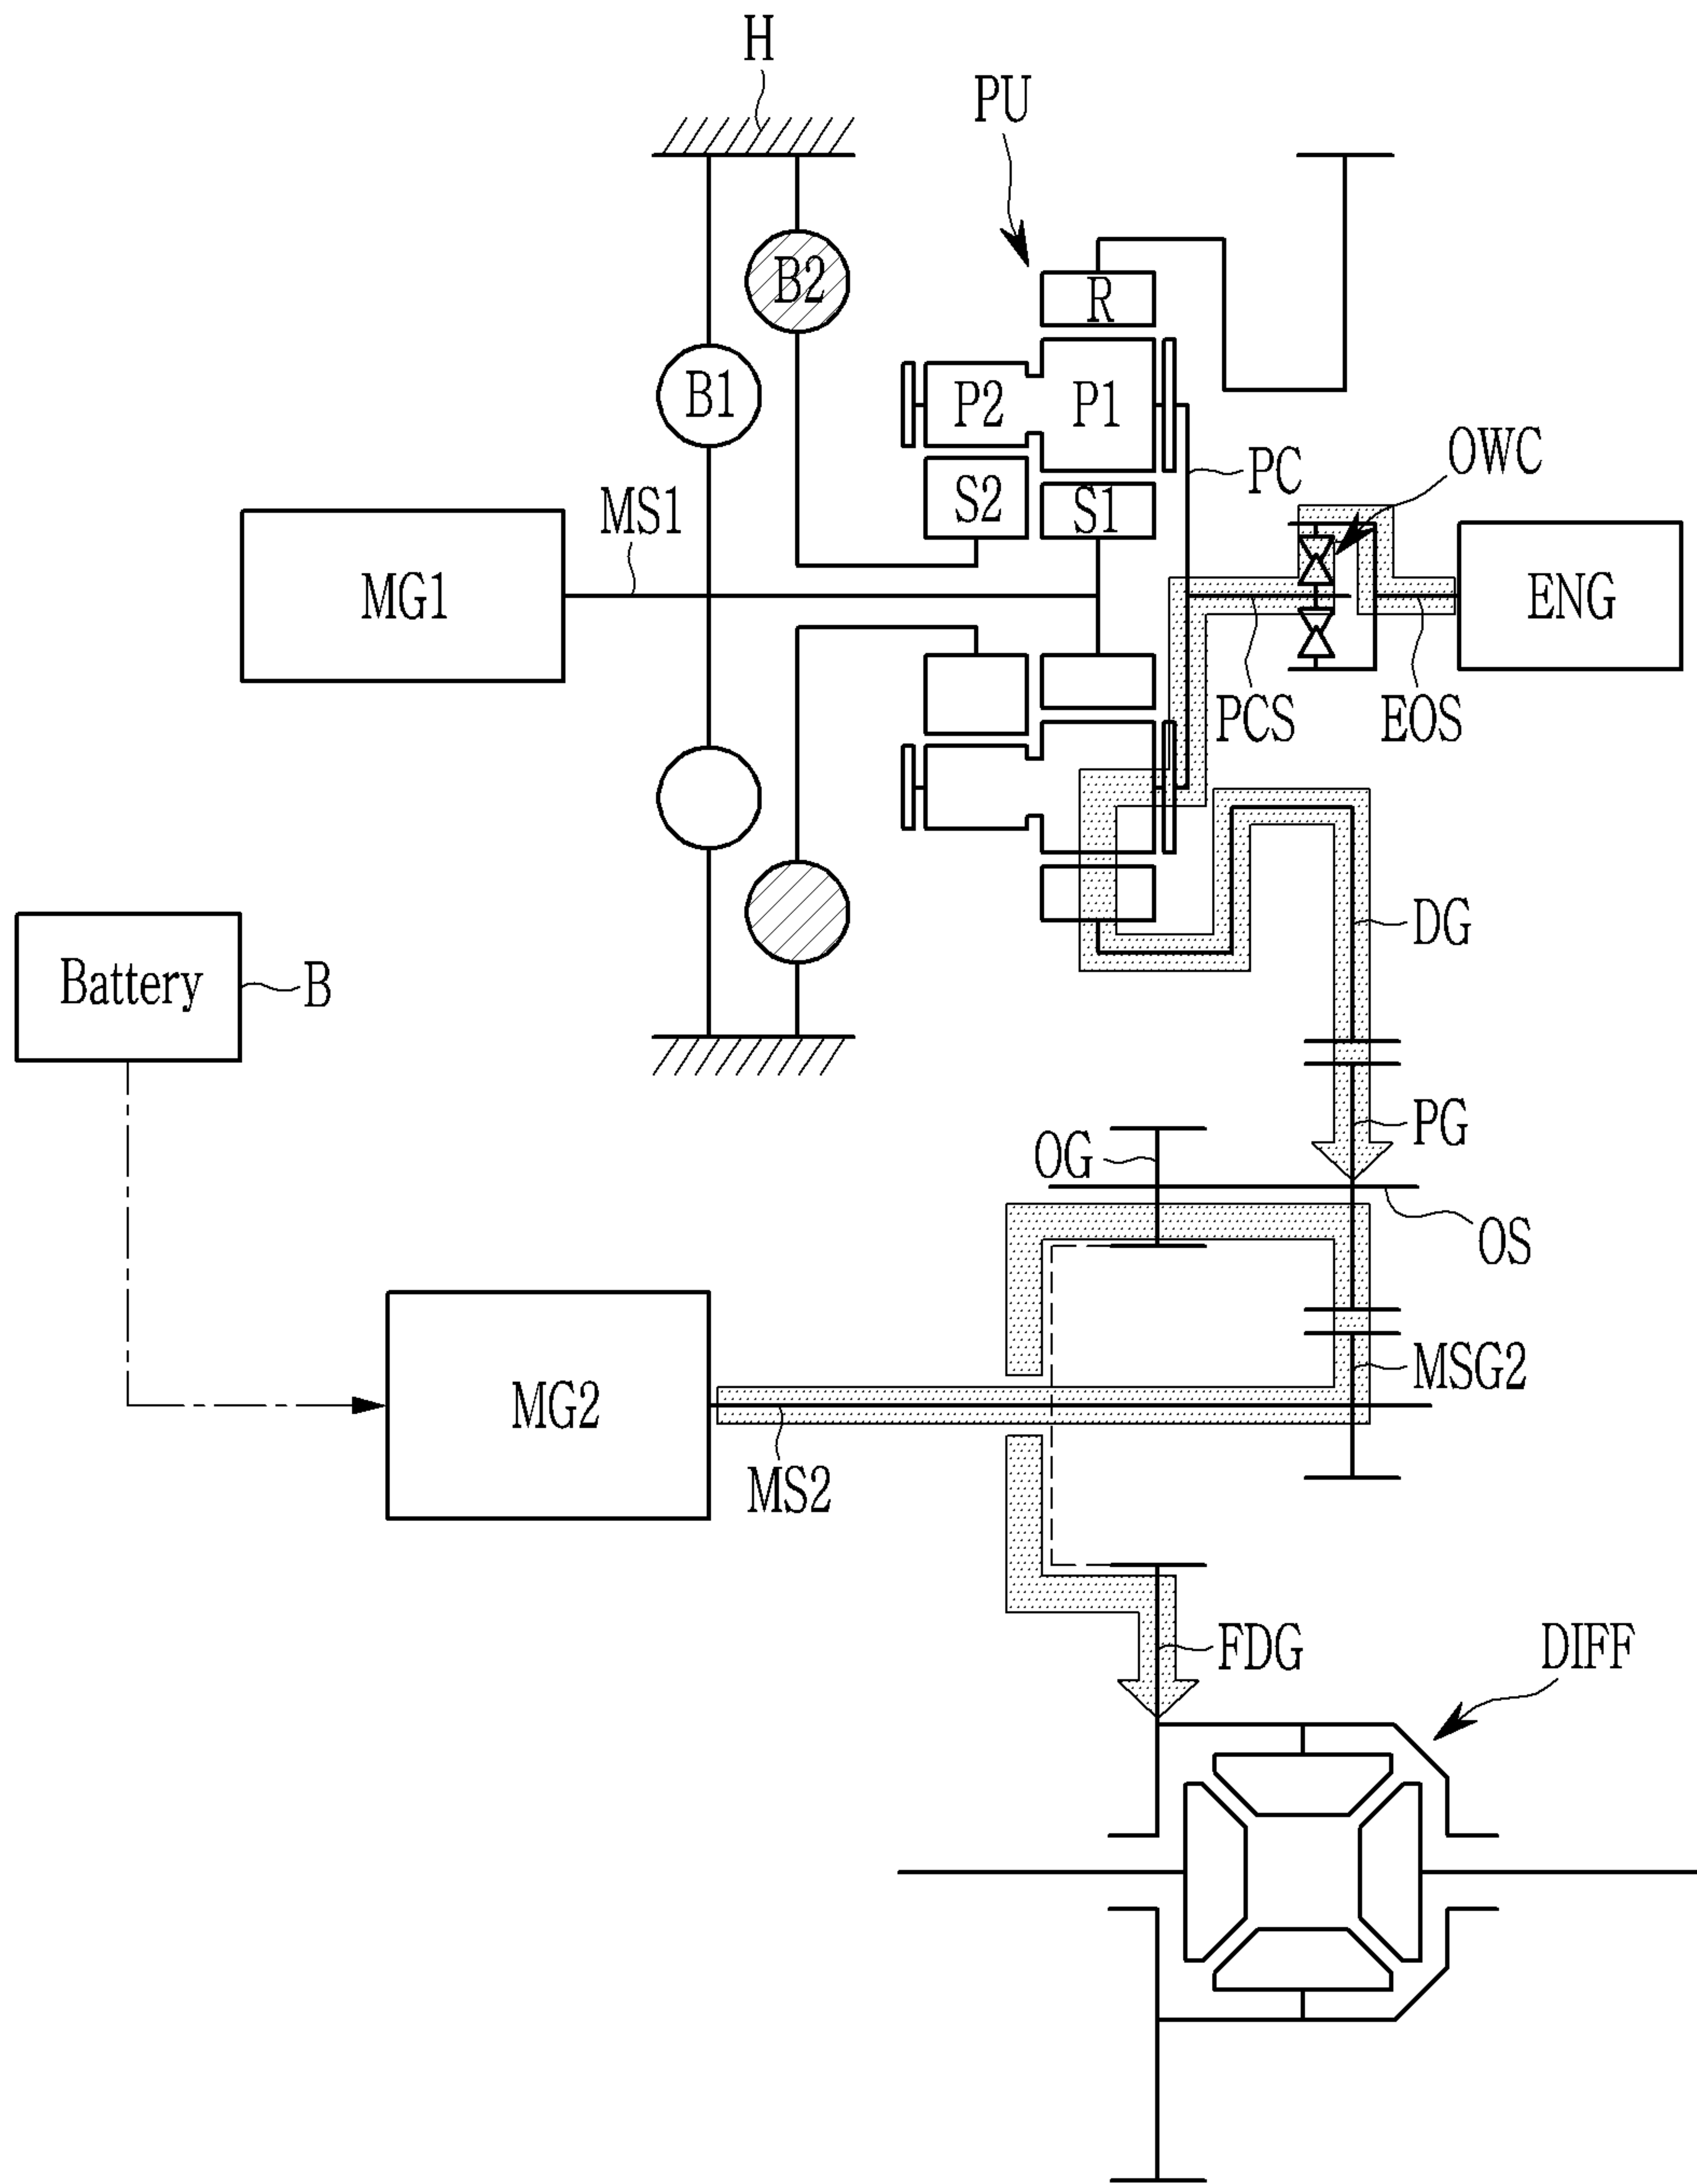 H
PU
B2
R
B1
P2
P1
PC
OWC
MS1
S2
S1
MG1
ENG
PCS
EOS
Battery
B
DG
PG
OG
OS
MSG2
MG2
MS2
FDG
DIFF